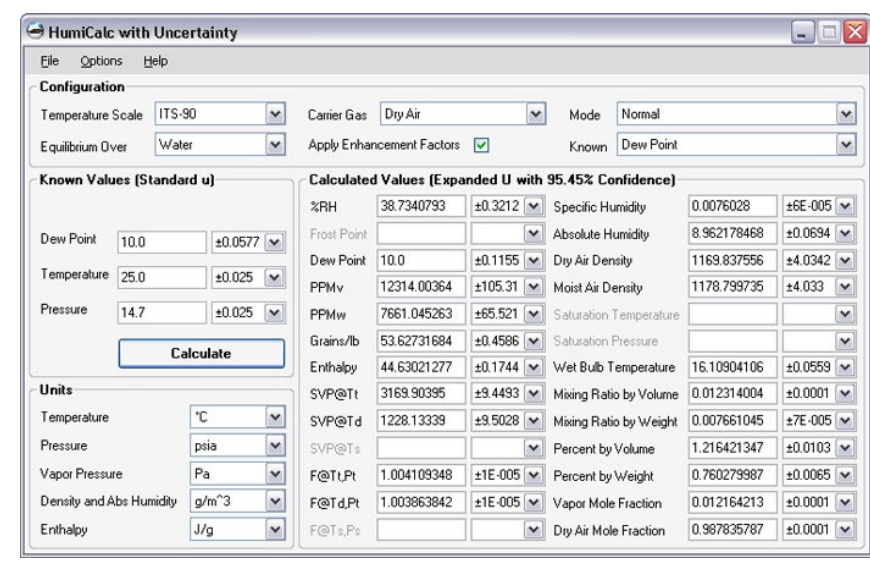 HumiCalc with Uncertainty
File Options Help
Configuration
Temperature Scale ITS-90 Carrier Gas Dry Air Mode Normal
Equilibrium Over Water Apply Enhancement Factors Known Dew Point
Known Values (Standard u)
Dew Point 10.0 ±0.0577
Temperature 25.0 ±0.025
Pressure 14.7 ±0.025
Calculate
Units
Temperature °C
Pressure psia
Vapor Pressure Pa
Density and Abs Humidity g/m^3
Enthalpy J/g
Calculated Values (Expanded U with 95.45% Confidence)
%RH 38.7340793 ±0.3212 Specific Humidity 0.0076028 ±6E-005
Frost Point Absolute Humidity 8.962178468 ±0.0694
Dew Point 10.0 ±0.1155 Dry Air Density 1169.837556 ±4.0342
PPMv 12314.00364 ±105.31 Moist Air Density 1178.799735 ±4.033
PPMw 7661.045263 ±65.521 Saturation Temperature
Grains/lb 53.62731684 ±0.4586 Saturation Pressure
Enthalpy 44.63021277 ±0.1744 Wet Bulb Temperature 16.10904106 ±0.0559
SVP@Tt 3169.90395 ±9.4493 Mixing Ratio by Volume 0.012314004 ±0.0001
SVP@Td 1228.13339 ±9.5028 Mixing Ratio by Weight 0.007661045 ±7E-005
SVP@Ts Percent by Volume 1.216421347 ±0.0103
F@Tt,Pt 1.004109348 ±1E-005 Percent by Weight 0.760279987 ±0.0065
F@Td,Pt 1.003863842 ±1E-005 Vapor Mole Fraction 0.012164213 ±0.0001
F@Ts,Ps Dry Air Mole Fraction 0.987835787 ±0.0001